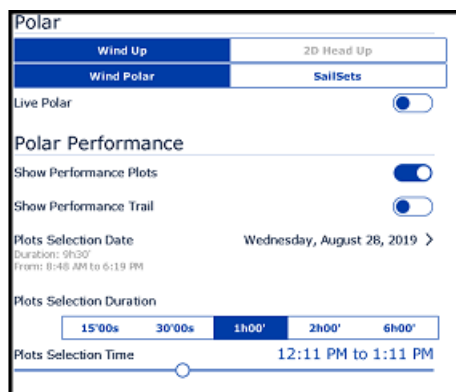 Polar
Wind Up 2D Head Up
Wind Polar SailSets
Live Polar
Polar Performance
Show Performance Plots
Show Performance Trail
Plots Selection Date Wednesday, August 28, 2019 >
Duration: 9h30'
From: 8:48 AM to 6:19 PM
Plots Selection Duration
15'00s 30'00s 1h00' 2h00' 6h00'
Plots Selection Time 12:11 PM to 1:11 PM